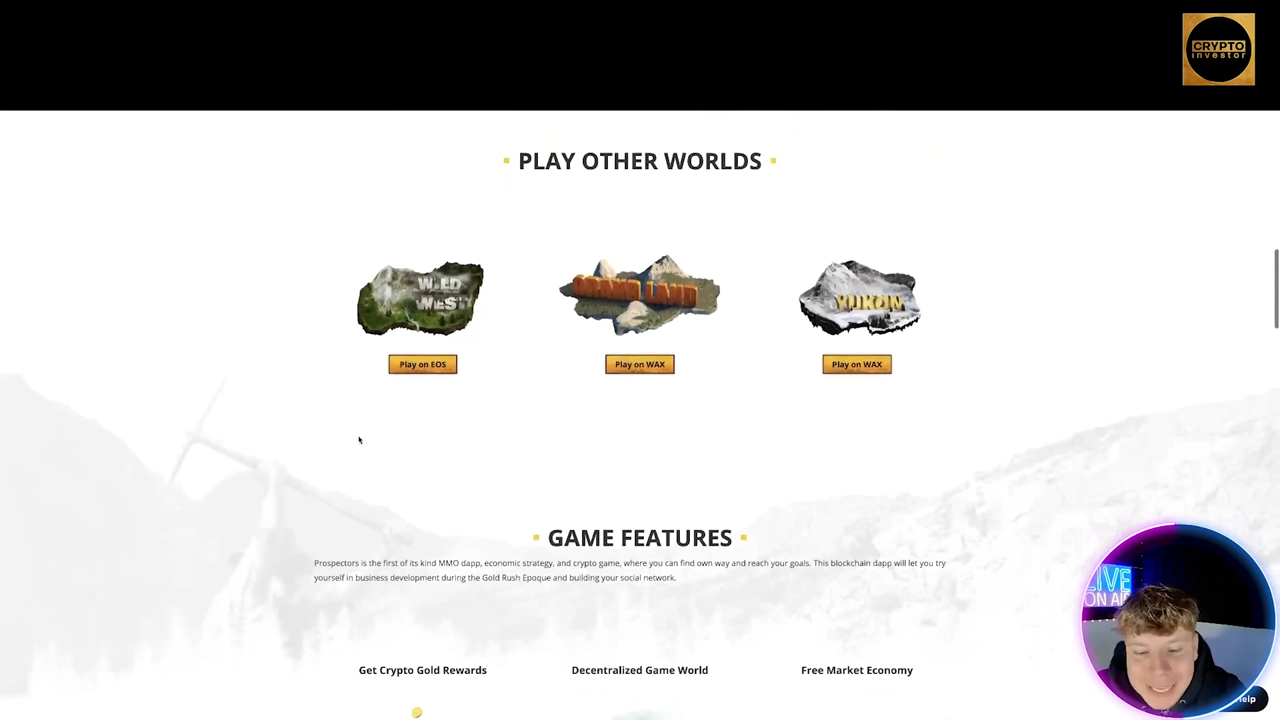 CRYPTO
investor
PLAY OTHER WORLDS
WILD
WEST
GRAND LAND
YUKON
Play on EOS
Play on WAX
Play on WAX
GAME FEATURES
Prospectors is the first of its kind MMO dapp, economic strategy, and crypto game, where you can find own way and reach your goals. This blockchain dapp will let you try
yourself in business development during the Gold Rush Epoque and building your social network.
LIVE
ON AI
Get Crypto Gold Rewards
Decentralized Game World
Free Market Economy
elp